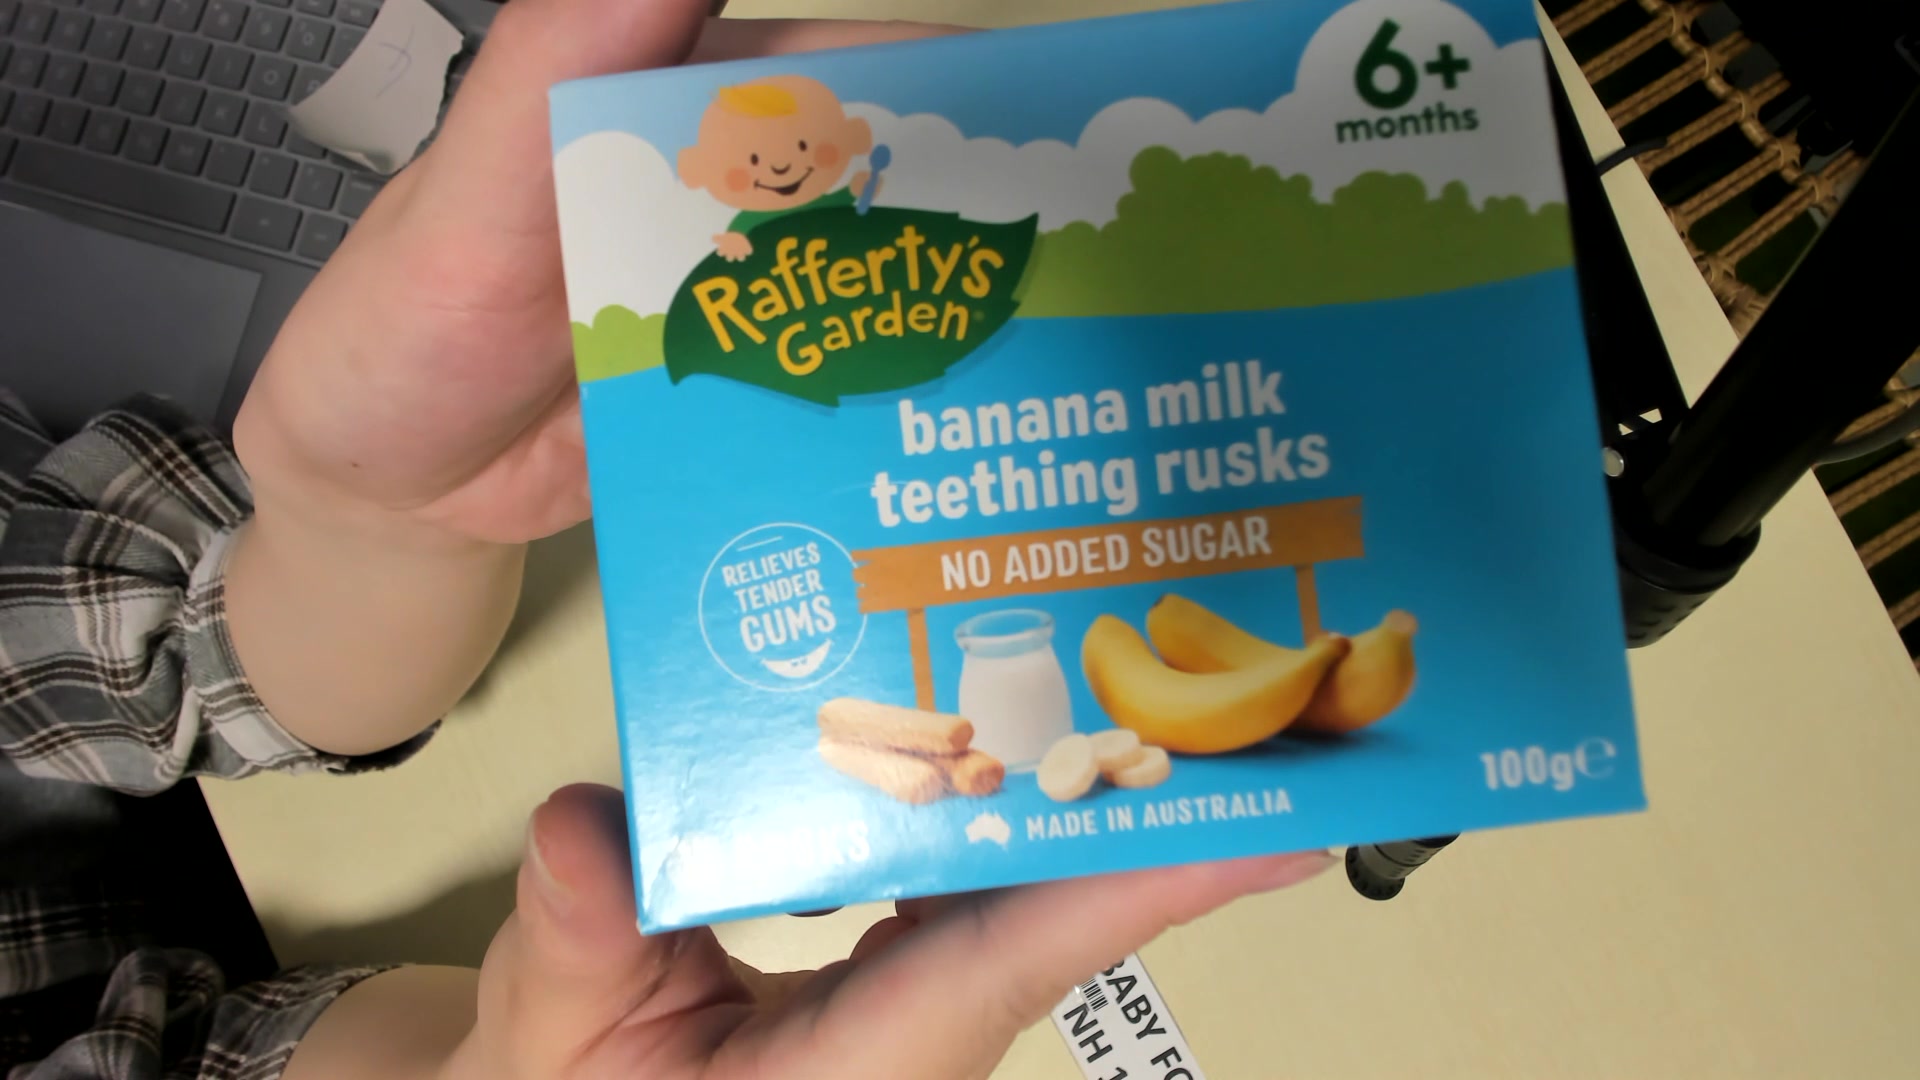 6+
months
Rafferty's
Garden
banana milk
teething rusks
NO ADDED SUGAR
RELIEVES
TENDER
GUMS
100g℮
MADE IN AUSTRALIA
BABY FO
NH 1